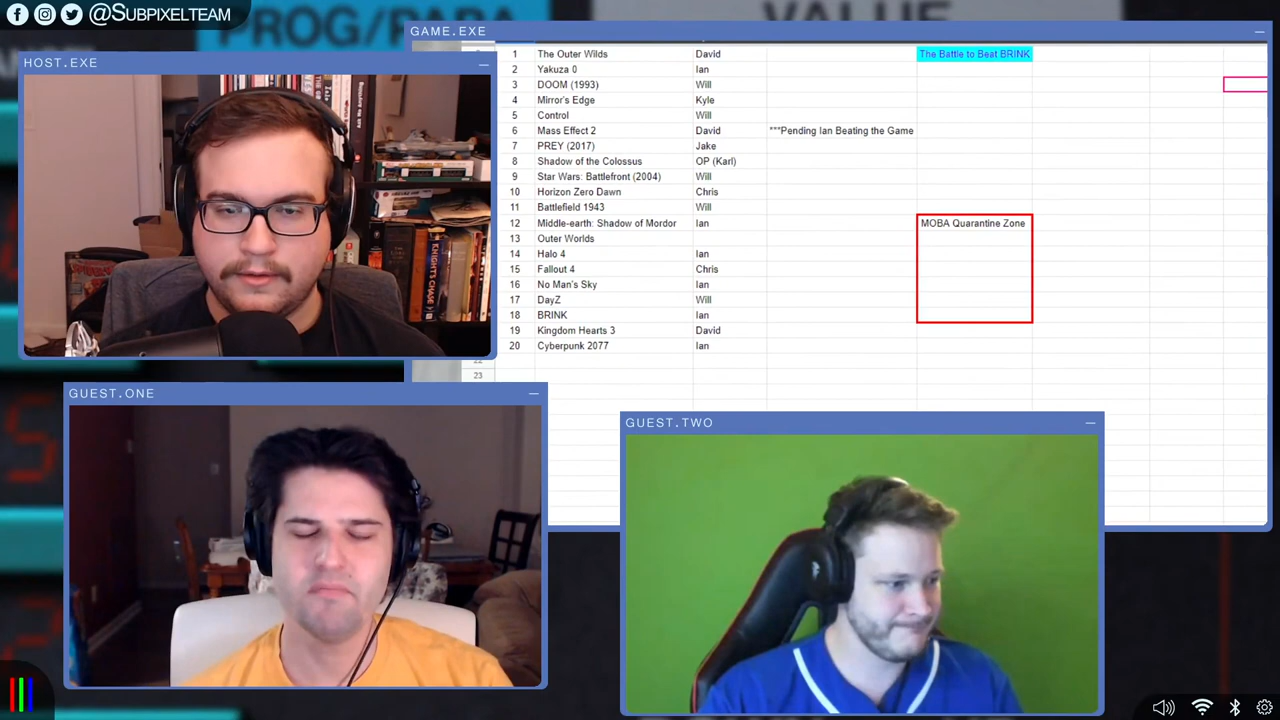 @SUBPIXELTEAM
PROG/PARA
VALUE
GAME.EXE
HOST.EXE
1 The Outer Wilds David The Battle to Beat BRINK
2 Yakuza 0 Ian
3 DOOM (1993) Will
4 Mirror's Edge Kyle
5 Control Will
6 Mass Effect 2 David ***Pending Ian Beating the Game
7 PREY (2017) Jake
8 Shadow of the Colossus OP (Karl)
9 Star Wars: Battlefront (2004) Will
10 Horizon Zero Dawn Chris
11 Battlefield 1943 Will
12 Middle-earth: Shadow of Mordor Ian MOBA Quarantine Zone
13 Outer Worlds
14 Halo 4 Ian
15 Fallout 4 Chris
16 No Man's Sky Ian
17 DayZ Will
18 BRINK Ian
19 Kingdom Hearts 3 David
20 Cyberpunk 2077 Ian
23
KNIGHT'S CHASE
GUEST.ONE
GUEST.TWO